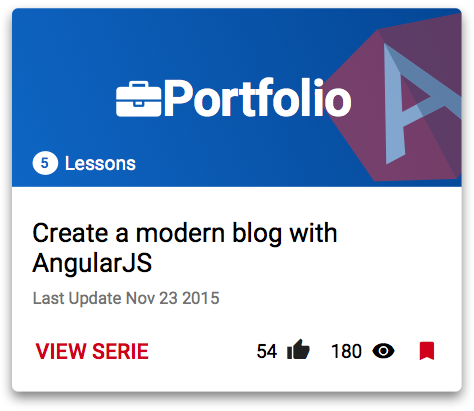 Portfolio
5 Lessons
Create a modern blog with
AngularJS
Last Update Nov 23 2015
VIEW SERIE 54 180